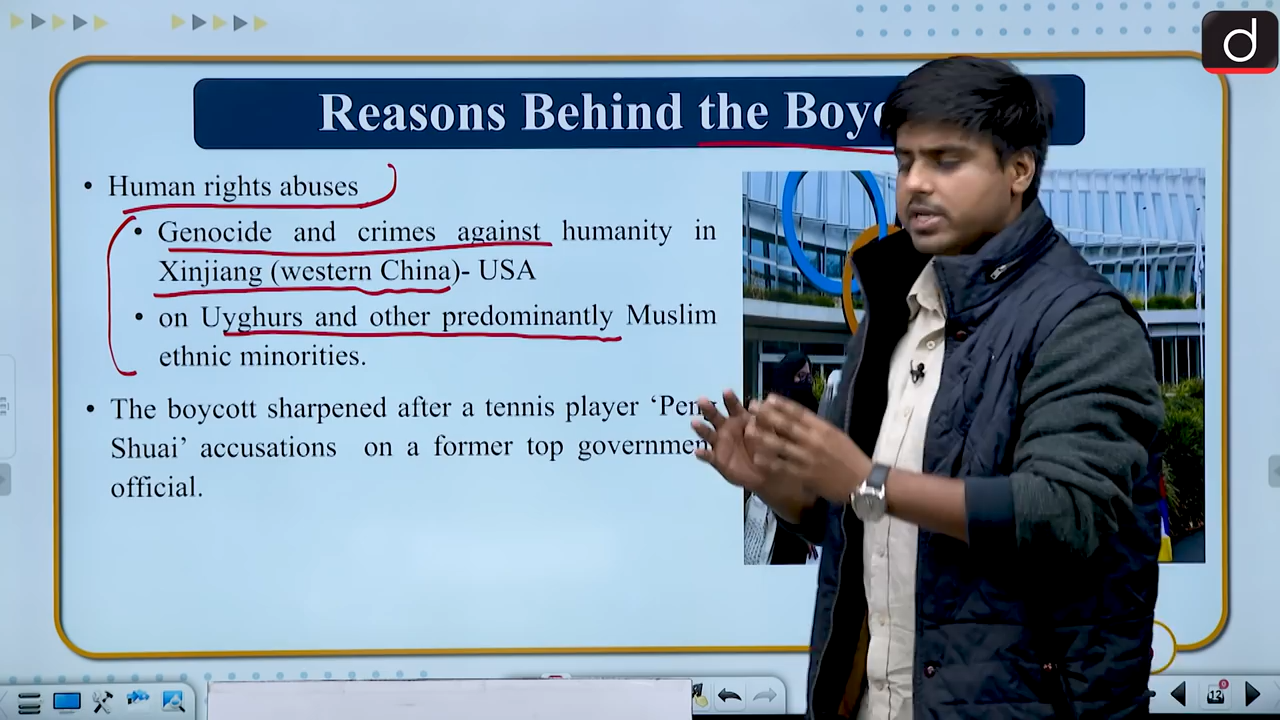 d
Reasons Behind the Boyc
• Human rights abuses
• Genocide and crimes against humanity in
Xinjiang (western China)- USA
• on Uyghurs and other predominantly Muslim
ethnic minorities.
• The boycott sharpened after a tennis player ‘Pen
Shuai’ accusations on a former top governmen
official.
12